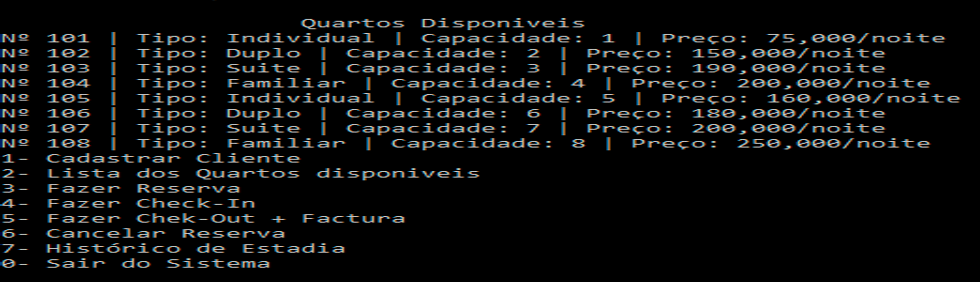 Quartos Disponiveis
Nº 101 | Tipo: Individual | Capacidade: 1 | Preço: 75,000/noite
Nº 102 | Tipo: Duplo | Capacidade: 2 | Preço: 150,000/noite
Nº 103 | Tipo: Suite | Capacidade: 3 | Preço: 190,000/noite
Nº 104 | Tipo: Familiar | Capacidade: 4 | Preço: 200,000/noite
Nº 105 | Tipo: Individual | Capacidade: 5 | Preço: 160,000/noite
Nº 106 | Tipo: Duplo | Capacidade: 6 | Preço: 180,000/noite
Nº 107 | Tipo: Suite | Capacidade: 7 | Preço: 200,000/noite
Nº 108 | Tipo: Familiar | Capacidade: 8 | Preço: 250,000/noite
1- Cadastrar Cliente
2- Lista dos Quartos disponiveis
3- Fazer Reserva
4- Fazer Check-In
5- Fazer Chek-Out + Factura
6- Cancelar Reserva
7- Histórico de Estadia
0- Sair do Sistema